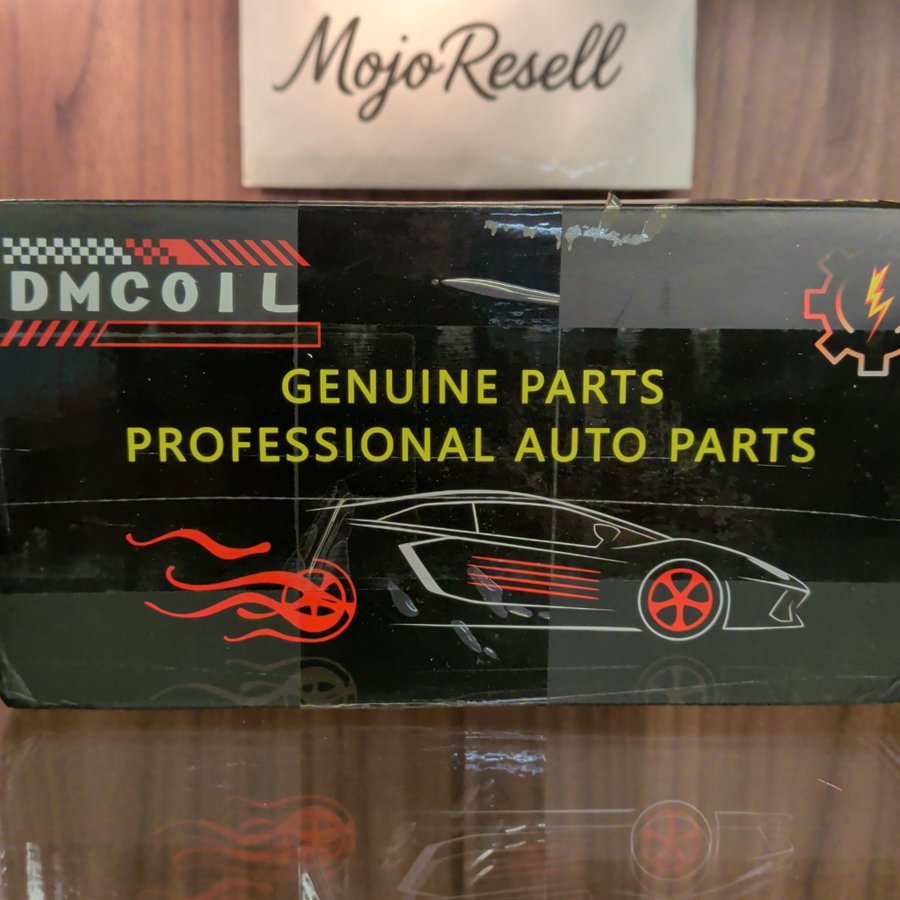 MojoResell
DMCOIL
GENUINE PARTS
PROFESSIONAL AUTO PARTS